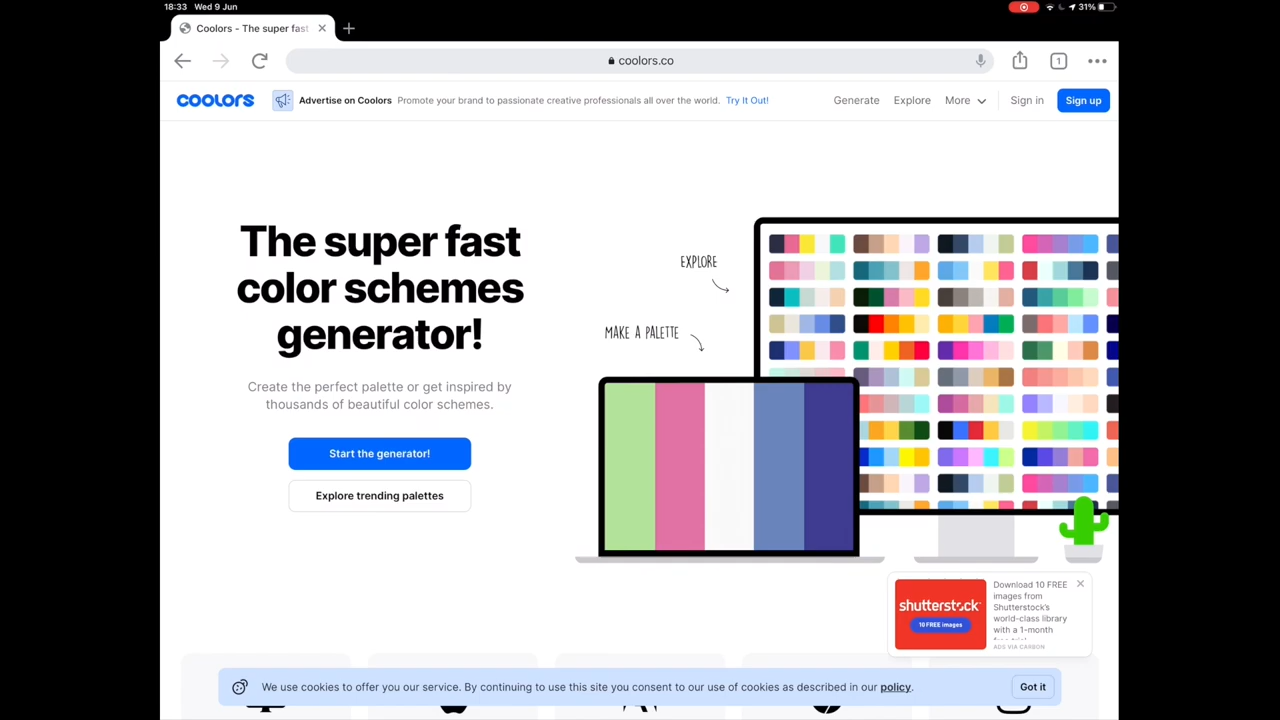 18:33 Wed 9 Jun
31%
Coolors - The super fast
coolors.co
1
coolors
Advertise on Coolors Promote your brand to passionate creative professionals all over the world. Try It Out!
Generate Explore More Sign in Sign up
The super fast
color schemes
generator!
Create the perfect palette or get inspired by
thousands of beautiful color schemes.
Start the generator!
Explore trending palettes
EXPLORE
MAKE A PALETTE
shutterstock
10 FREE images
Download 10 FREE
images from
Shutterstock's
world-class library
with a 1-month
free trial
ADS VIA CARBON
We use cookies to offer you our service. By continuing to use this site you consent to our use of cookies as described in our policy.
Got it